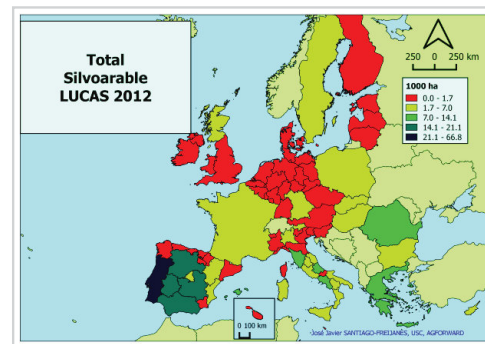 Total
Silvoarable
LUCAS 2012
250 0 250 km
1000 ha
0.0 - 1.7
1.7 - 7.0
7.0 - 14.1
14.1 - 21.1
21.1 - 66.8
0 100 km
José Javier SANTIAGO-FREIJANES, USC, AGFORWARD